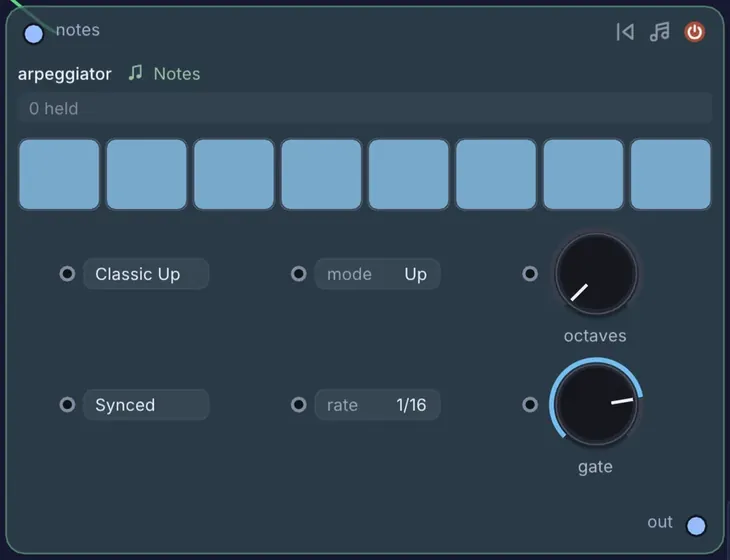 notes
arpeggiator Notes
0 held
Classic Up mode Up
octaves
Synced rate 1/16
gate
out